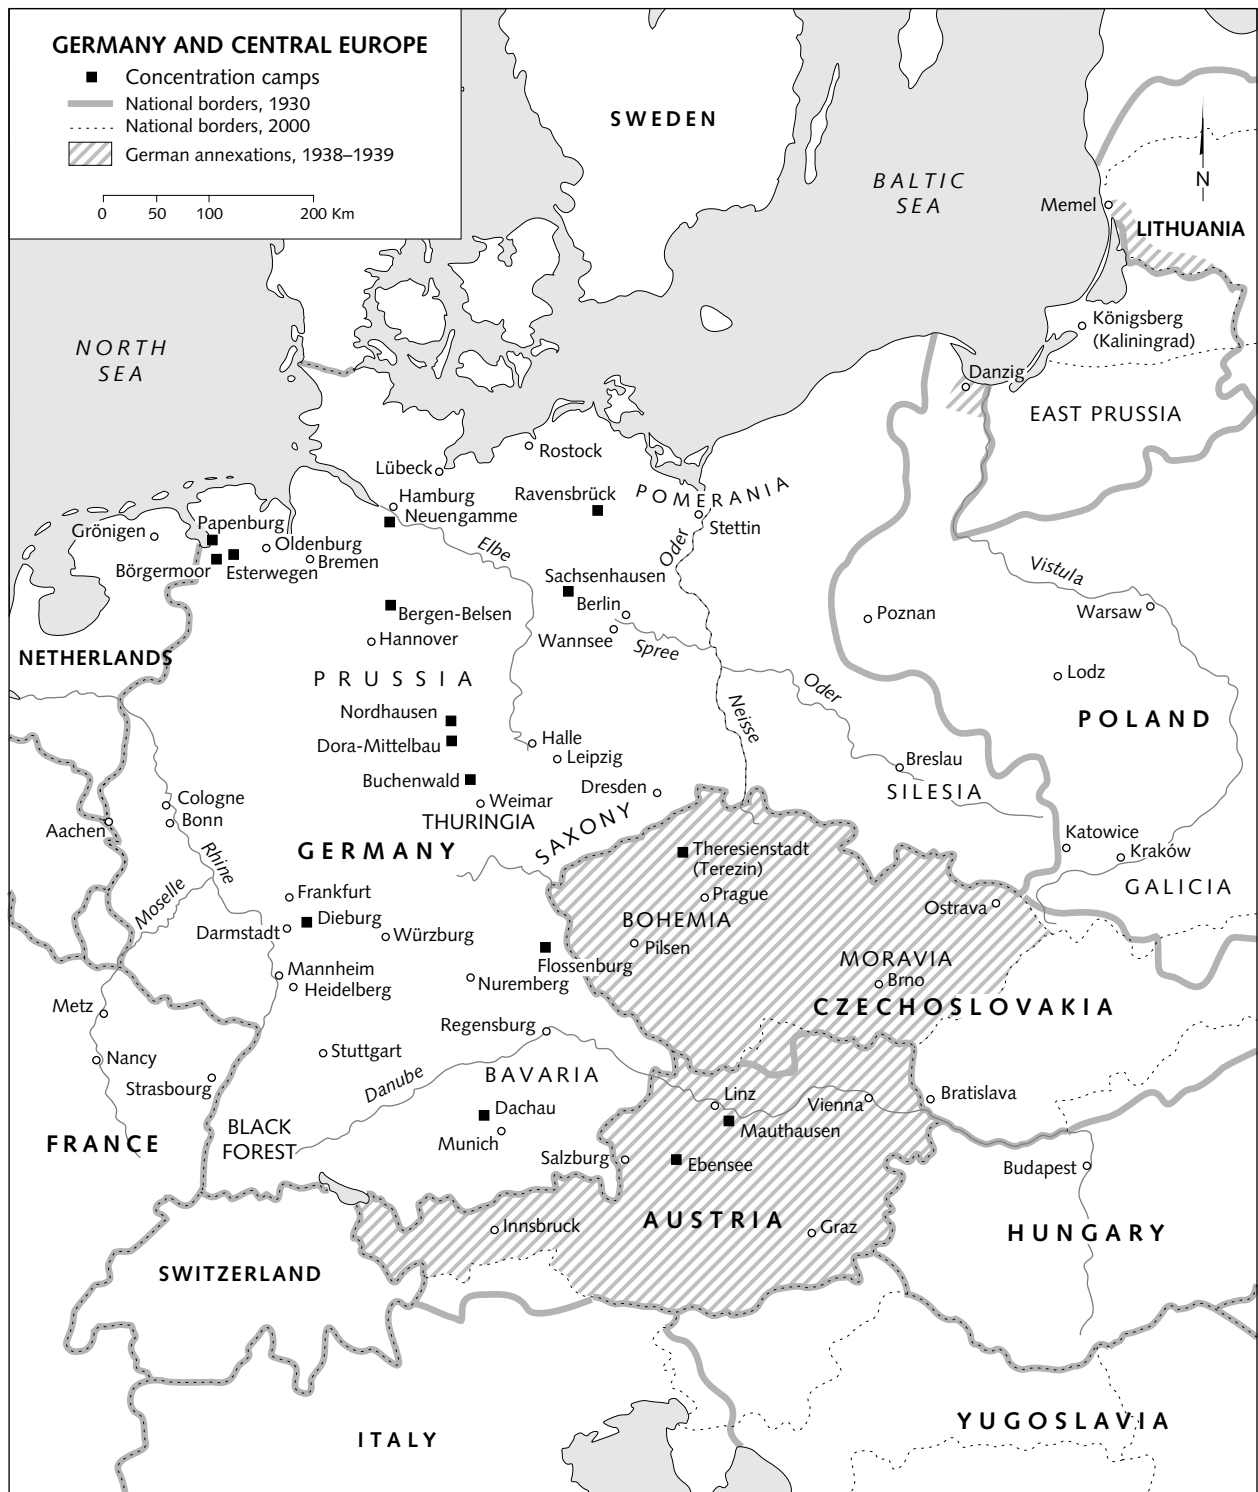 GERMANY AND CENTRAL EUROPE
Concentration camps
National borders, 1930
National borders, 2000
German annexations, 1938–1939
0 50 100 200 Km
SWEDEN
BALTIC
SEA
N
Memel
LITHUANIA
NORTH
SEA
Königsberg
(Kaliningrad)
Danzig
EAST PRUSSIA
Rostock
Lübeck
Hamburg
Neuengamme
Ravensbrück
POMERANIA
Stettin
Grönigen
Papenburg
Oldenburg
Bremen
Börgermoor
Esterwegen
Elbe
Oder
Vistula
Sachsenhausen
Berlin
Wannsee
Spree
Bergen-Belsen
Hannover
Poznan
Warsaw
NETHERLANDS
PRUSSIA
Lodz
Oder
Neisse
POLAND
Nordhausen
Dora-Mittelbau
Halle
Leipzig
Breslau
Buchenwald
Dresden
SILESIA
Weimar
Cologne
Bonn
Aachen
THURINGIA
SAXONY
Katowice
Kraków
GERMANY
Rhine
Theresienstadt
(Terezin)
GALICIA
Moselle
Frankfurt
Prague
Ostrava
Dieburg
BOHEMIA
Darmstadt
Würzburg
Pilsen
MORAVIA
Flossenburg
Mannheim
Heidelberg
Nuremberg
Brno
CZECHOSLOVAKIA
Metz
Regensburg
Nancy
Stuttgart
Strasbourg
Danube
BAVARIA
Linz
Vienna
Bratislava
Dachau
Mauthausen
BLACK
FOREST
FRANCE
Munich
Salzburg
Ebensee
Budapest
AUSTRIA
Innsbruck
Graz
HUNGARY
SWITZERLAND
YUGOSLAVIA
ITALY